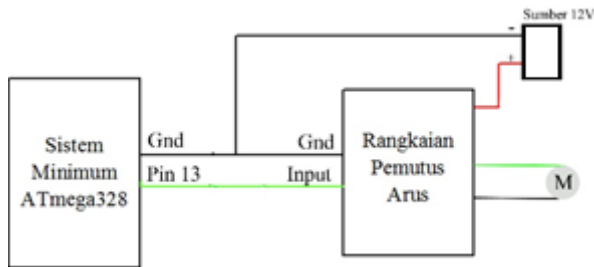 Sumber 12V
-
+
Sistem
Minimum
ATmega328
Gnd
Pin 13
Gnd
Input
Rangkaian
Pemutus
Arus
M